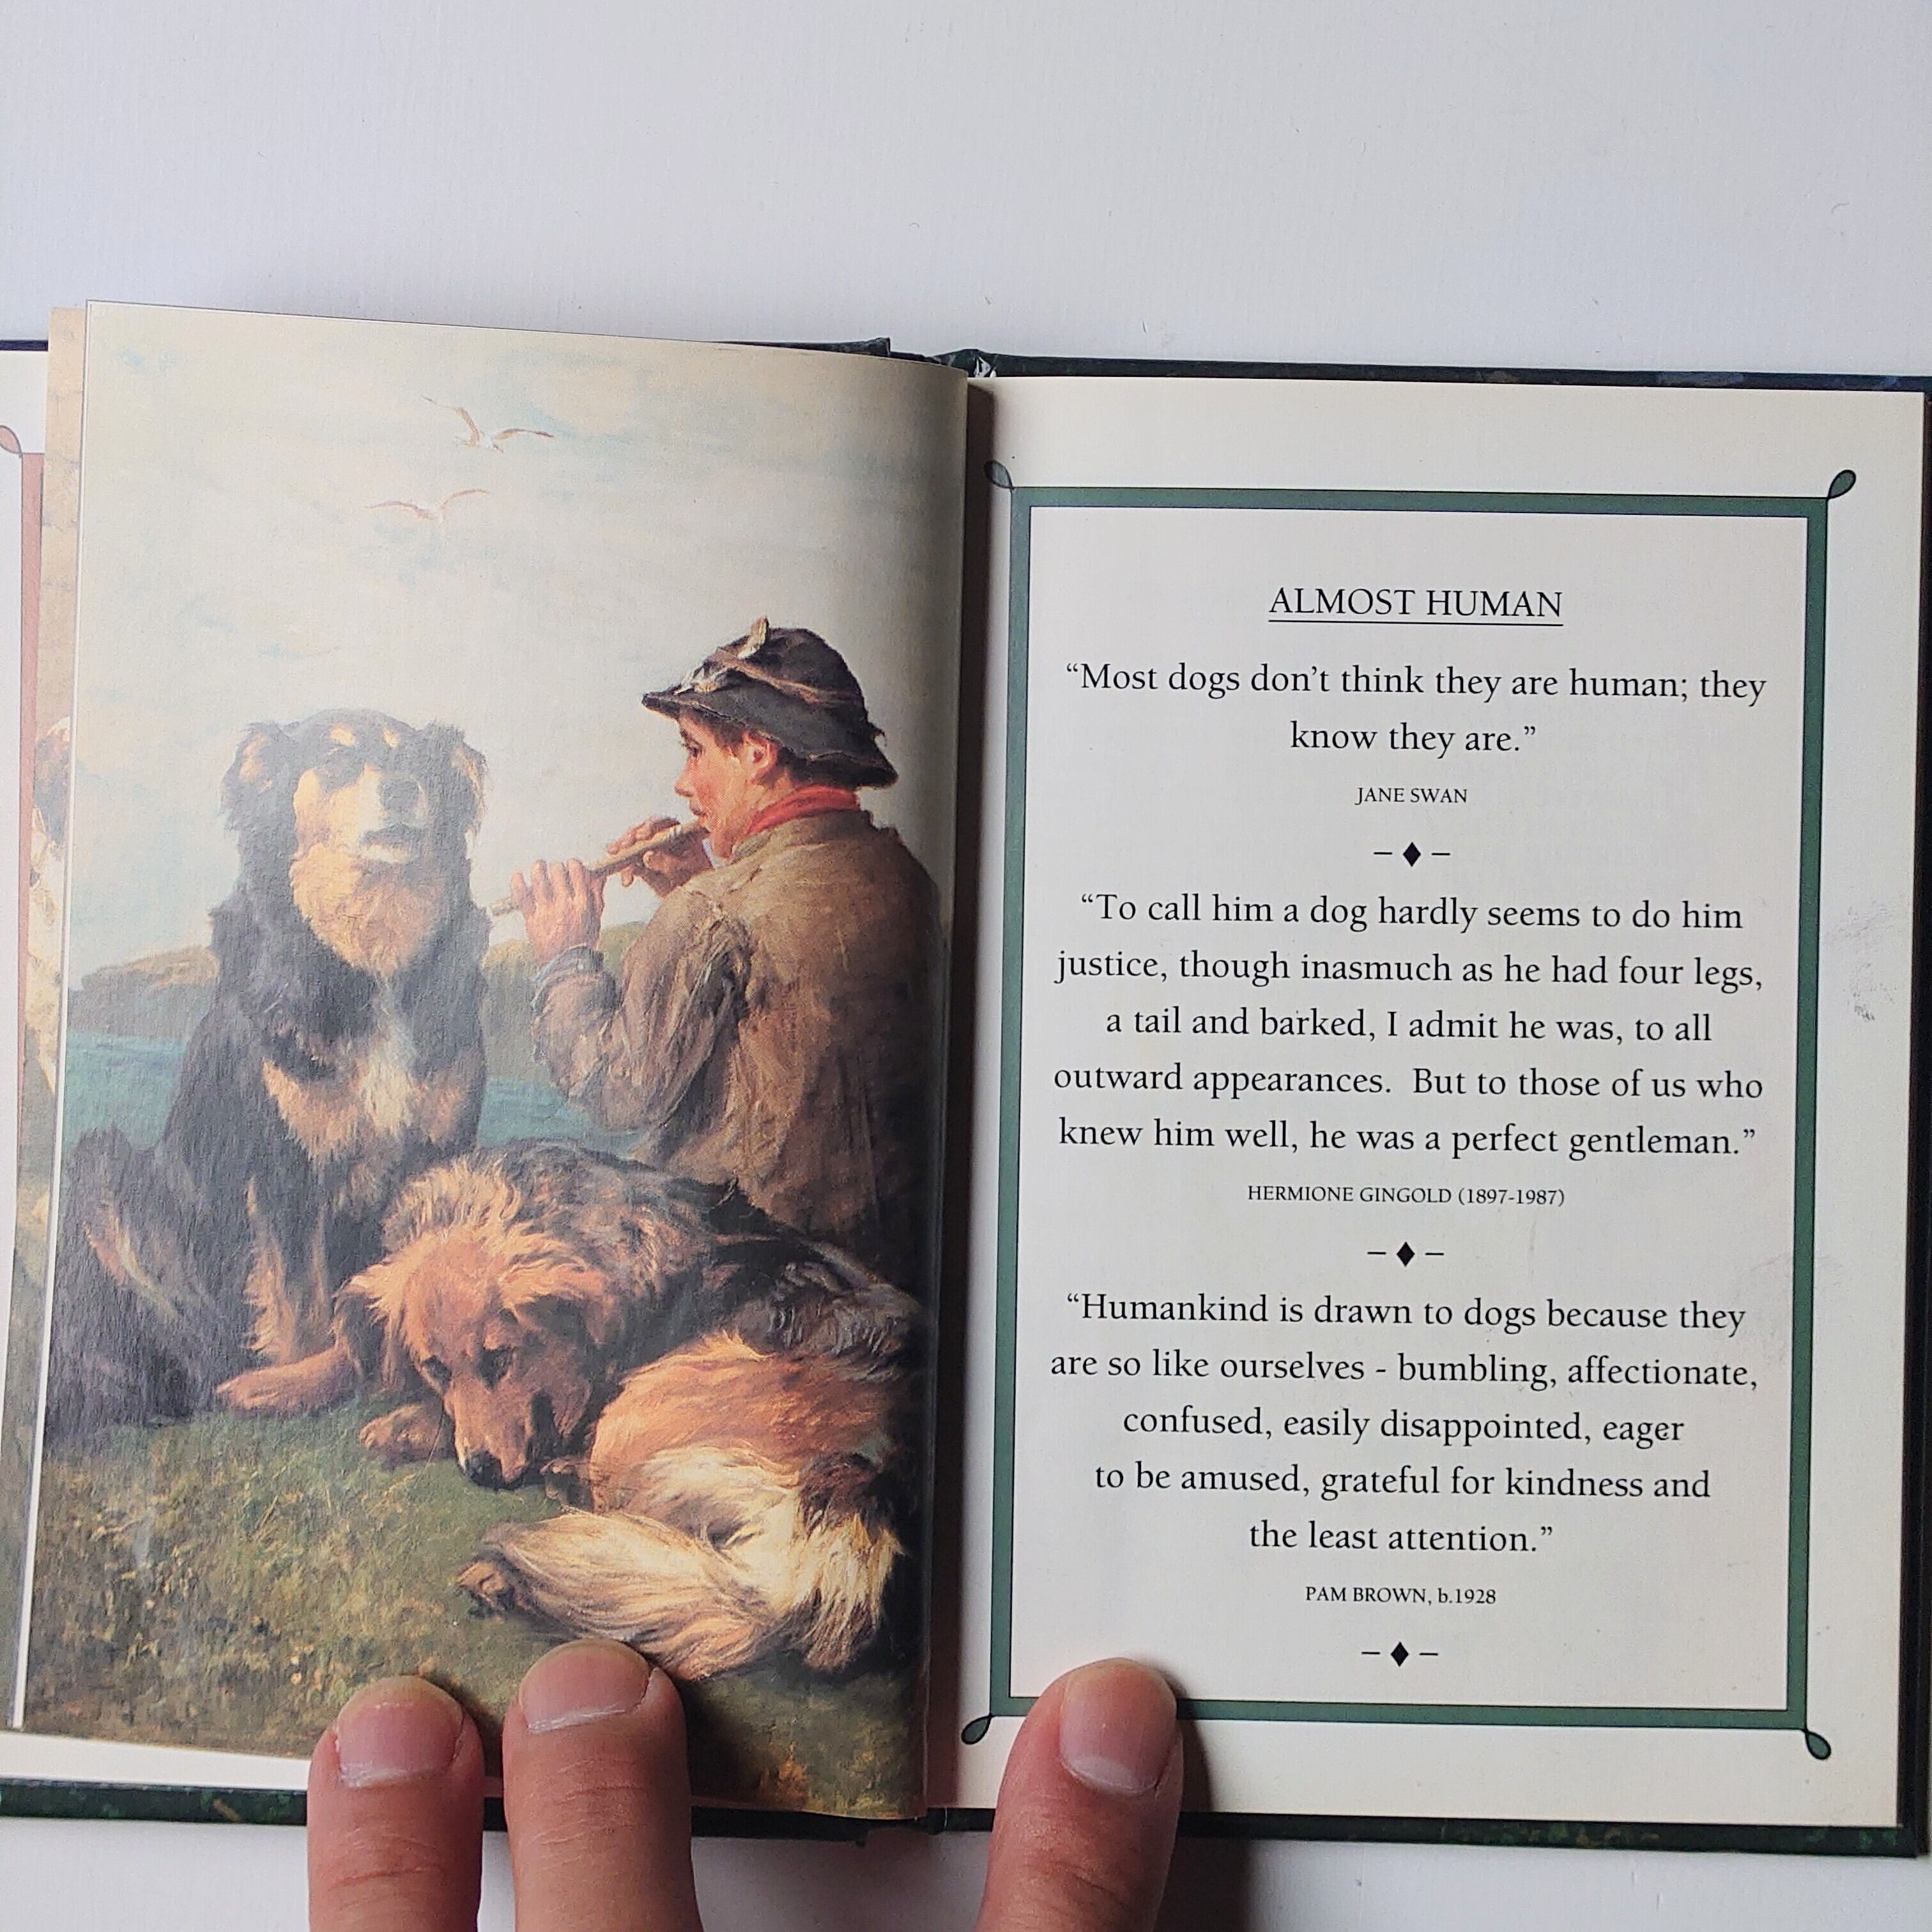 ALMOST HUMAN
“Most dogs don’t think they are human; they
know they are.”
JANE SWAN
“To call him a dog hardly seems to do him
justice, though inasmuch as he had four legs,
a tail and barked, I admit he was, to all
outward appearances. But to those of us who
knew him well, he was a perfect gentleman.”
HERMIONE GINGOLD (1897-1987)
“Humankind is drawn to dogs because they
are so like ourselves - bumbling, affectionate,
confused, easily disappointed, eager
to be amused, grateful for kindness and
the least attention.”
PAM BROWN, b.1928